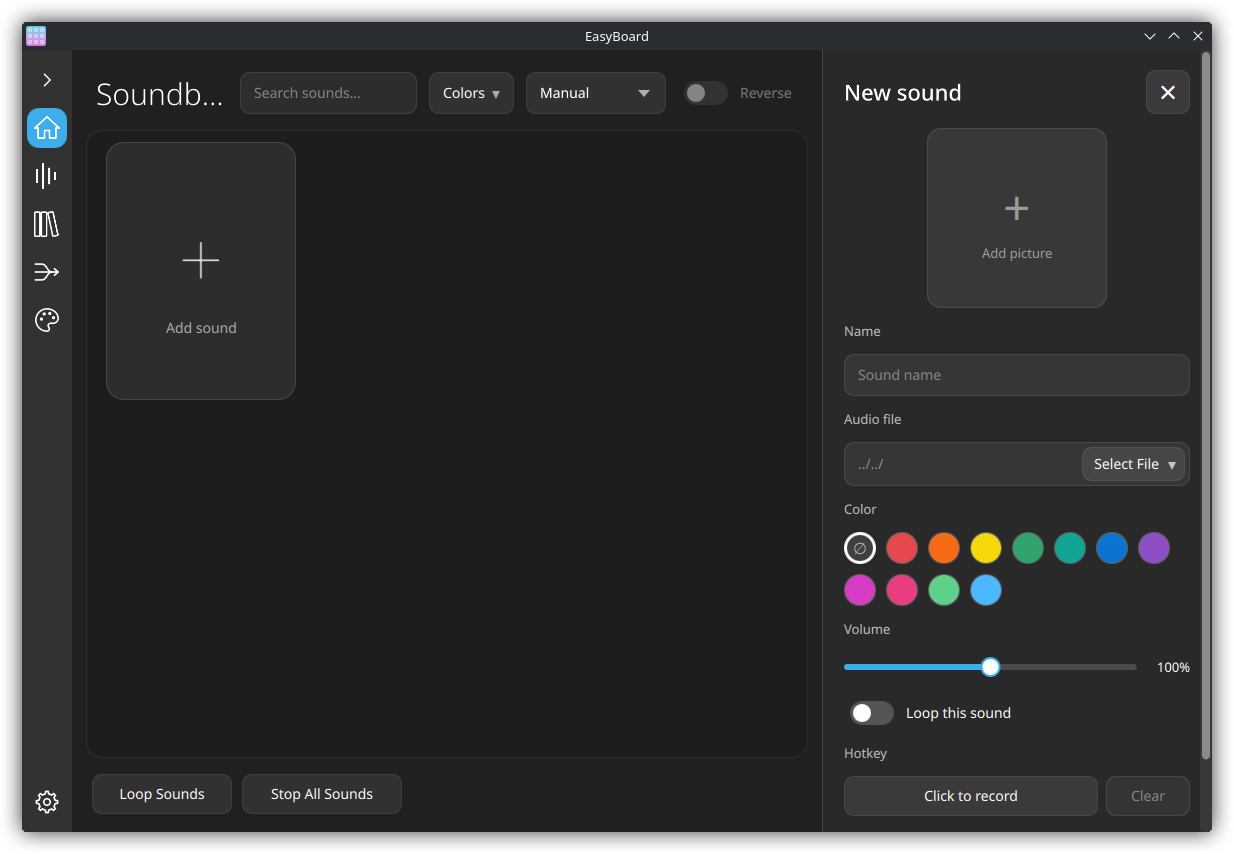 EasyBoard
Soundb...
Search sounds...
Colors
Manual
Reverse
Add sound
Loop Sounds
Stop All Sounds
New sound
Add picture
Name
Sound name
Audio file
../../
Select File
Color
Volume
100%
Loop this sound
Hotkey
Click to record
Clear